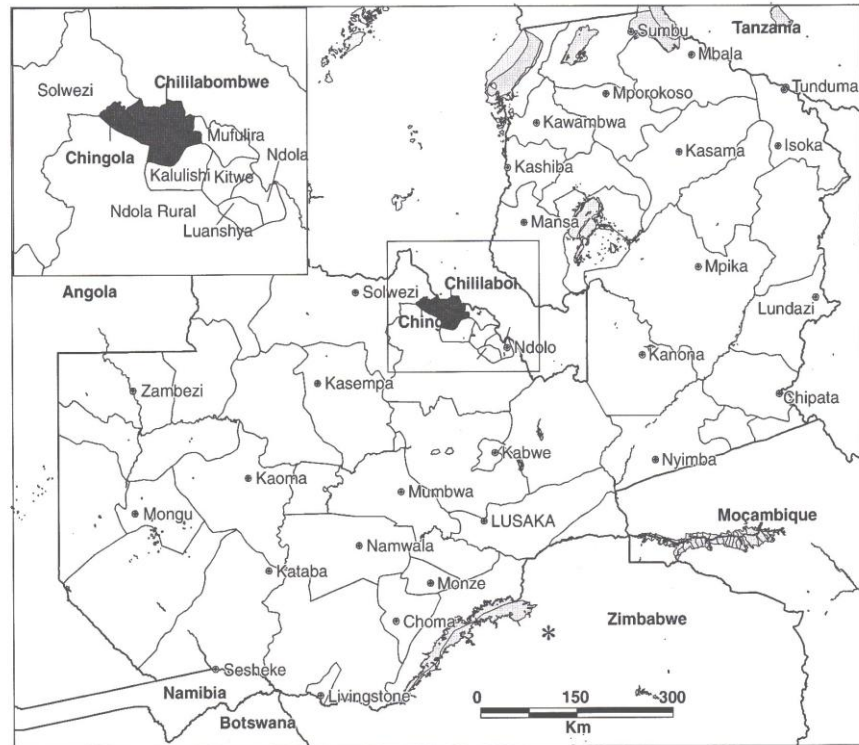 Solwezi
Chililabombwe
Mufulira
Chingola
Ndola
Kalulishi
Kitwe
Ndola Rural
Luanshya
Tanzania
Sumbu
Mbala
Tunduma
Mporokoso
Kawambwa
Isoka
Kasama
Kashiba
Mansa
Mpika
Angola
Solwezi
Chililabol
Ching
Lundazi
Ndolo
Kanona
Zambezi
Kasempa
Chipata
Kabwe
Nyimba
Kaoma
Mumbwa
Mongu
LUSAKA
Moçambique
Namwala
Kataba
Monze
Choma
*
Zimbabwe
Sesheke
Namibia
Livingstone
Botswana
0 150 300
Km